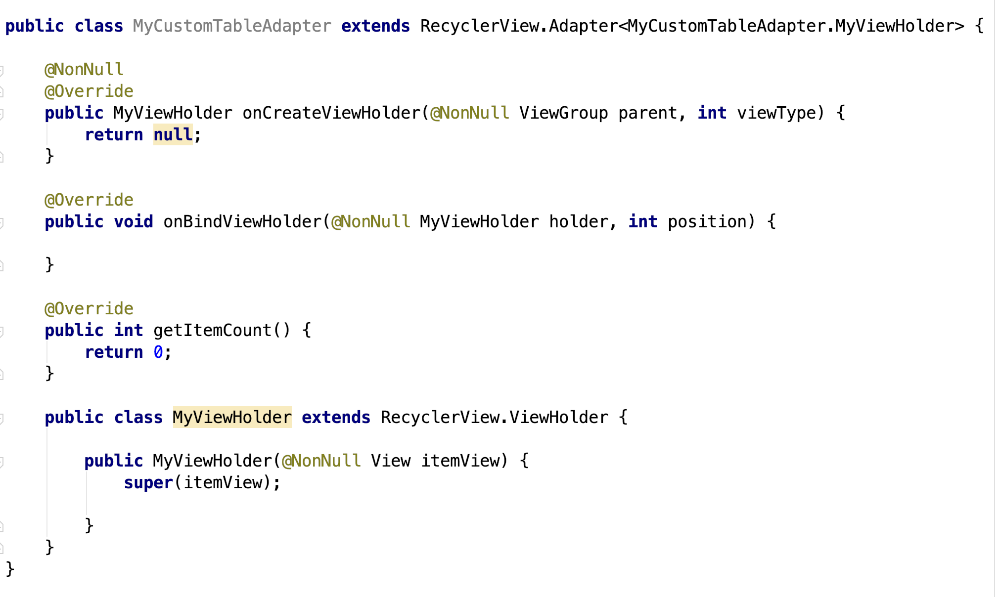 public class MyCustomTableAdapter extends RecyclerView.Adapter<MyCustomTableAdapter.MyViewHolder> {
@NonNull
@Override
public MyViewHolder onCreateViewHolder(@NonNull ViewGroup parent, int viewType) {
return null;
}
@Override
public void onBindViewHolder(@NonNull MyViewHolder holder, int position) {
}
@Override
public int getItemCount() {
return 0;
}
public class MyViewHolder extends RecyclerView.ViewHolder {
public MyViewHolder(@NonNull View itemView) {
super(itemView);
}
}
}